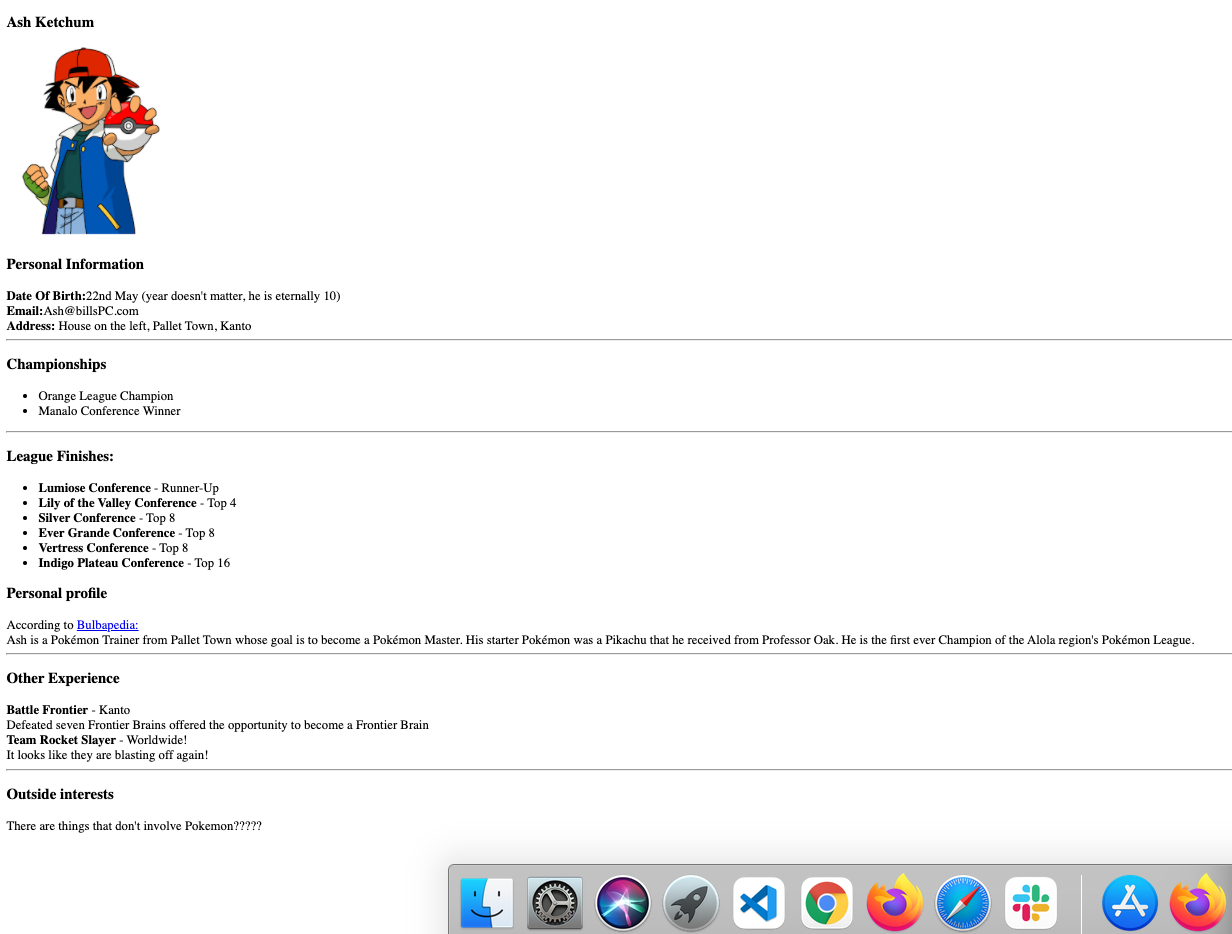 Ash Ketchum
Personal Information
Date Of Birth:22nd May (year doesn't matter, he is eternally 10)
Email:Ash@billsPC.com
Address: House on the left, Pallet Town, Kanto
Championships
Orange League Champion
Manalo Conference Winner
League Finishes:
Lumiose Conference - Runner-Up
Lily of the Valley Conference - Top 4
Silver Conference - Top 8
Ever Grande Conference - Top 8
Vertress Conference - Top 8
Indigo Plateau Conference - Top 16
Personal profile
According to Bulbapedia:
Ash is a Pokémon Trainer from Pallet Town whose goal is to become a Pokémon Master. His starter Pokémon was a Pikachu that he received from Professor Oak. He is the first ever Champion of the Alola region's Pokémon League.
Other Experience
Battle Frontier - Kanto
Defeated seven Frontier Brains offered the opportunity to become a Frontier Brain
Team Rocket Slayer - Worldwide!
It looks like they are blasting off again!
Outside interests
There are things that don't involve Pokemon?????